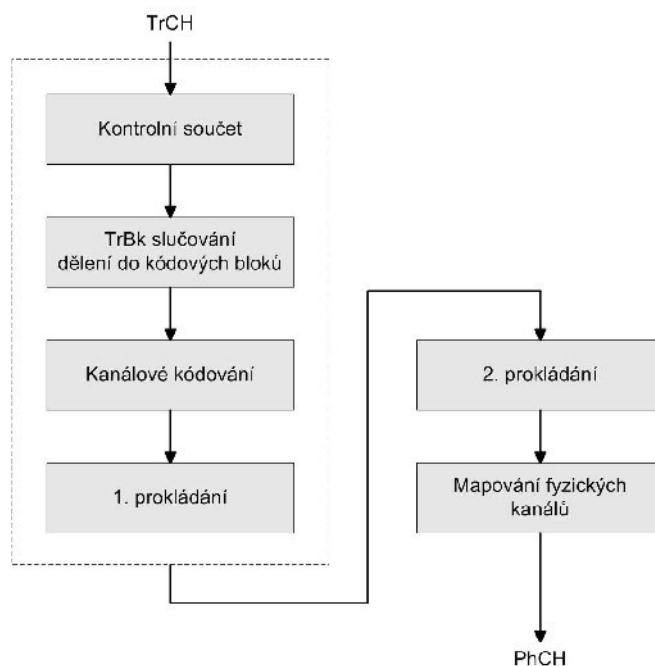 TrCH
Kontrolní součet
TrBk slučování
dělení do kódových bloků
Kanálové kódování
1. prokládání
2. prokládání
Mapování fyzických
kanálů
PhCH